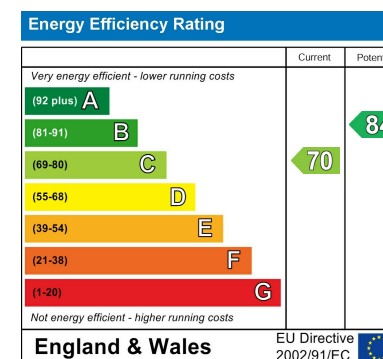 Energy Efficiency Rating
Current Poten
Very energy efficient - lower running costs
(92 plus) A
(81-91) B 84
(69-80) C 70
(55-68) D
(39-54) E
(21-38) F
(1-20) G
Not energy efficient - higher running costs
England & Wales
EU Directive
2002/91/EC